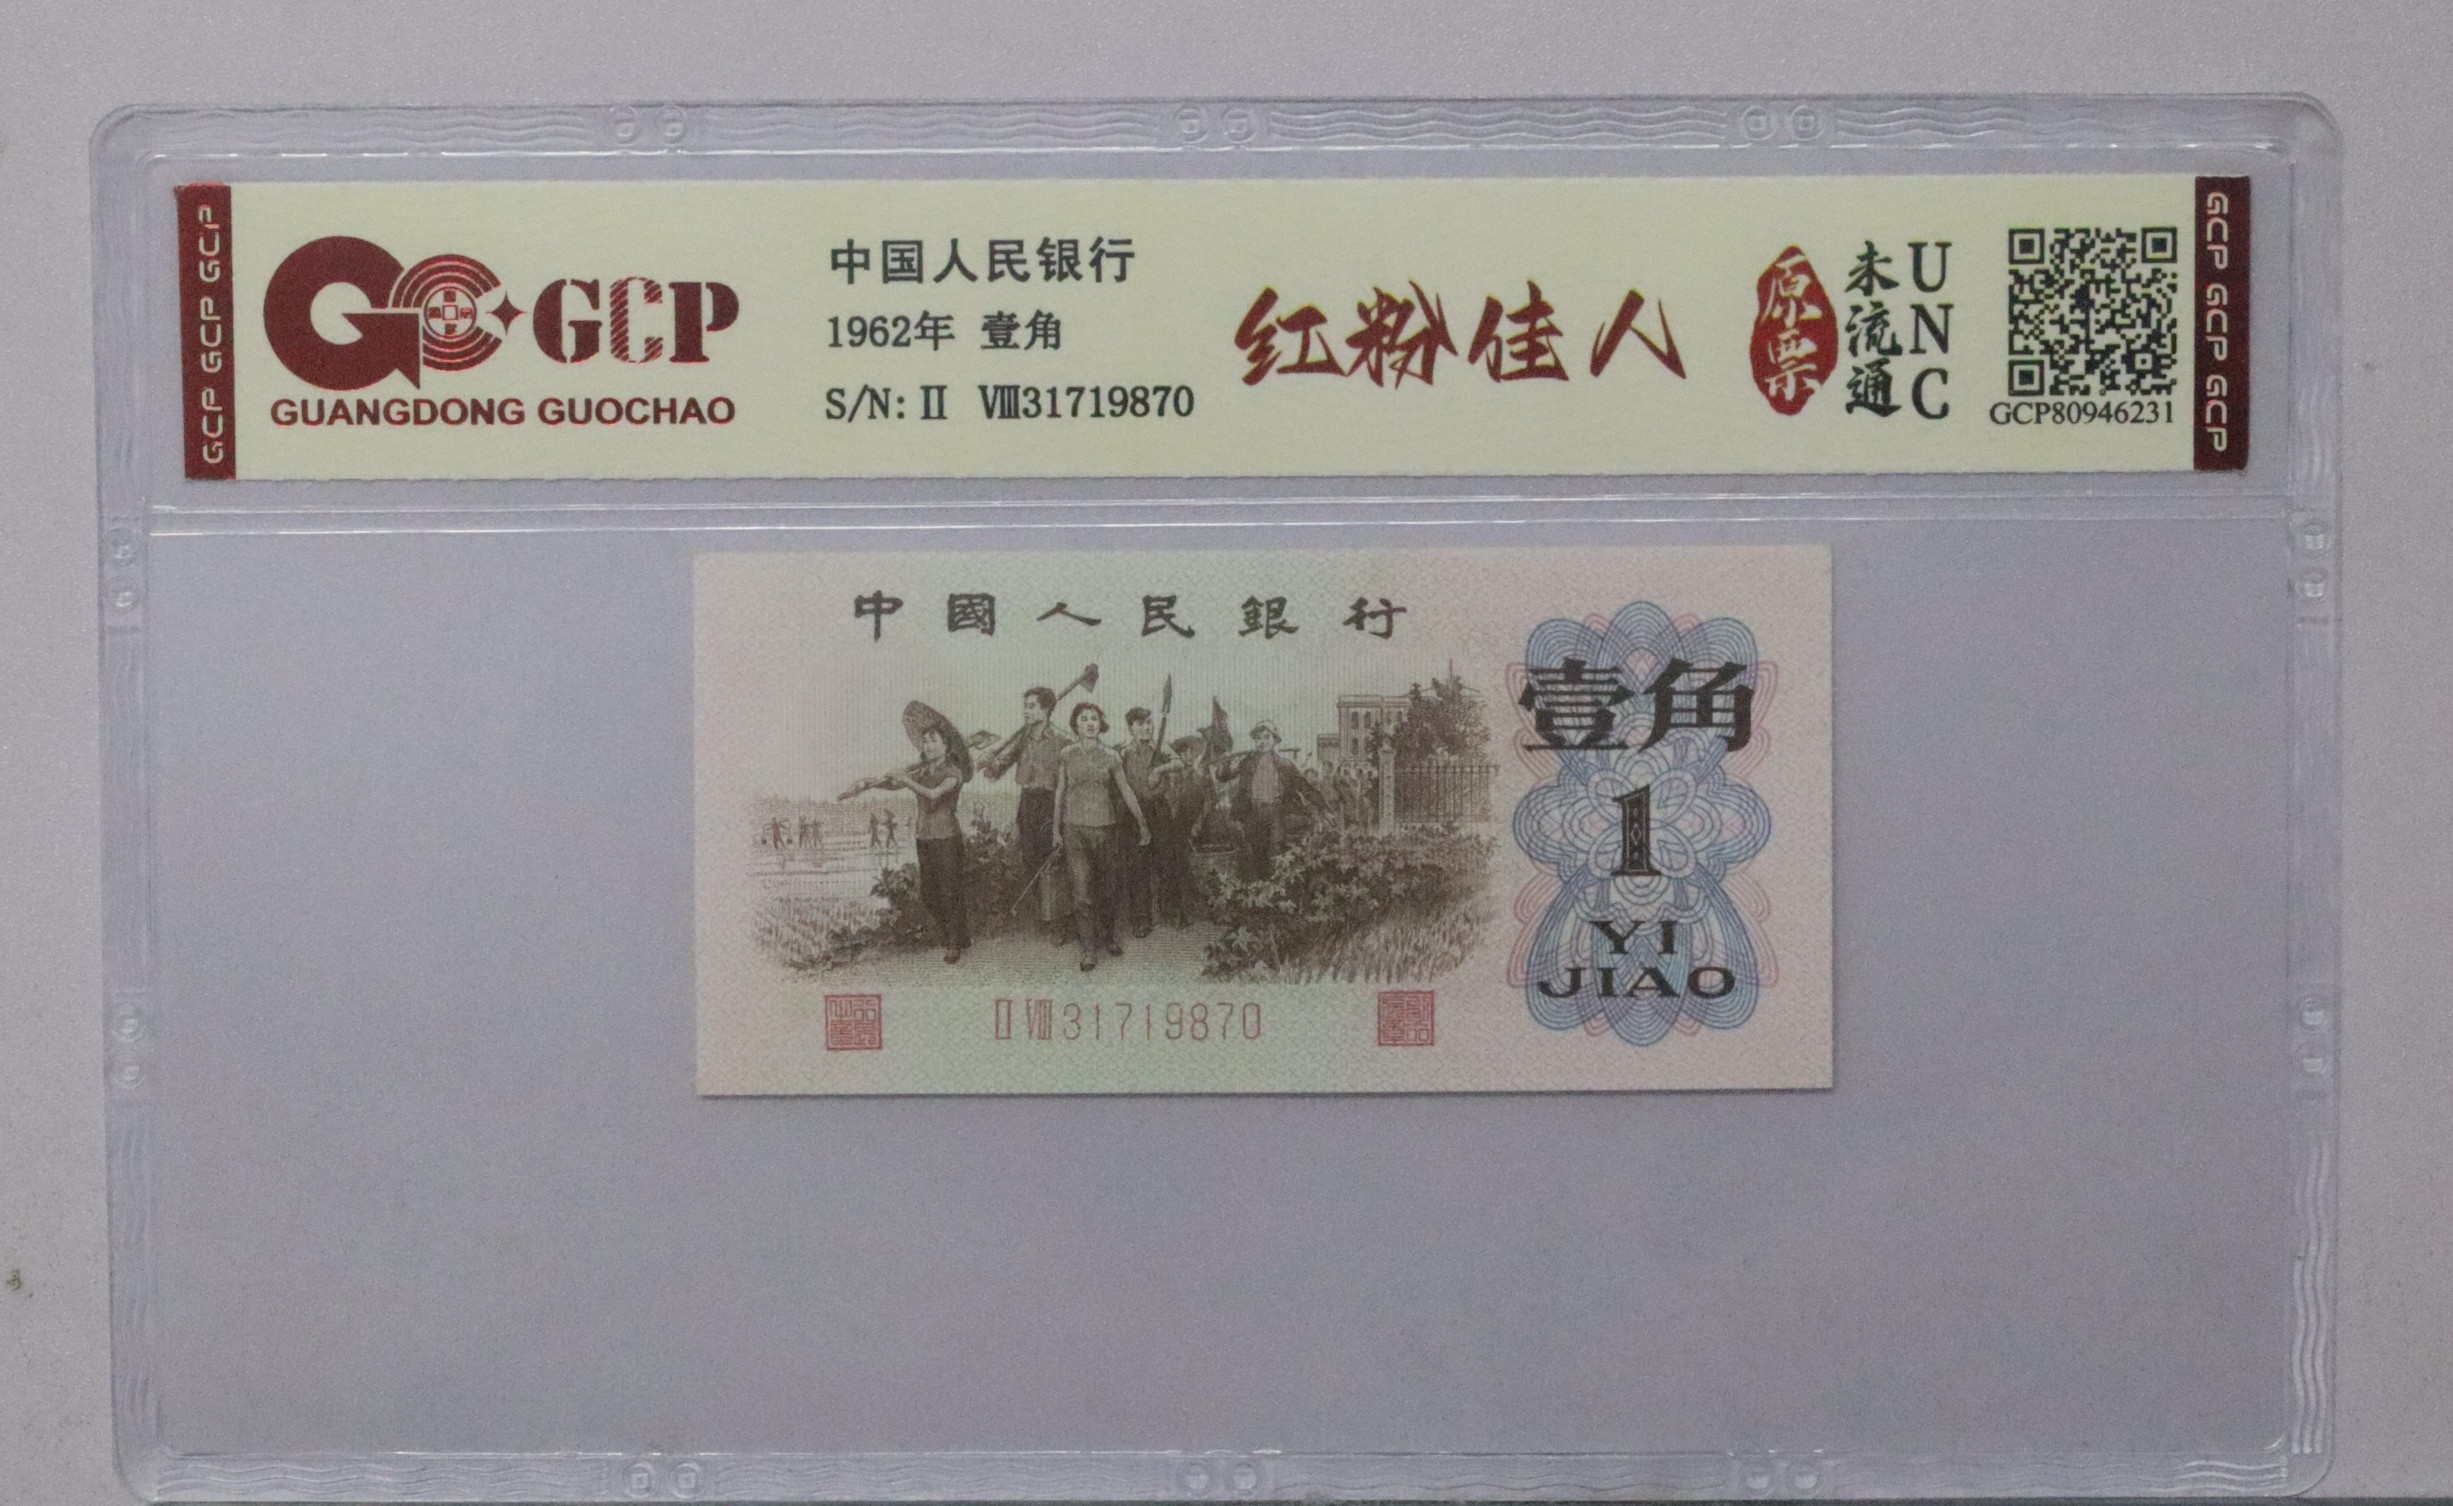 GCP GCP GCP
GCP
GUANGDONG GUOCHAO
中国人民银行
1962年 壹角
S/N: Ⅱ Ⅷ31719870
红粉佳人
原票
未流通
UNC
GCP80946231
GCP GCP GCP
中國人民銀行
壹角
1
YI
JIAO
Ⅱ Ⅷ 31719870